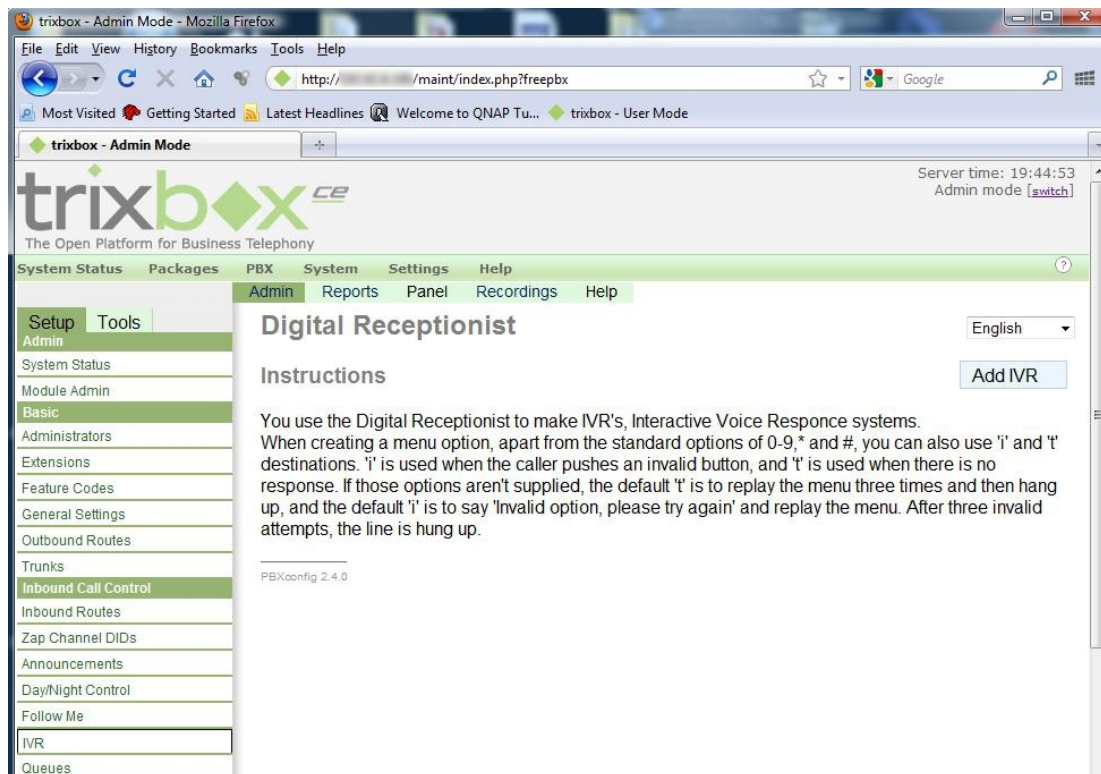 trixbox - Admin Mode - Mozilla Firefox
File Edit View History Bookmarks Tools Help
http:// /maint/index.php?freepbx
Google
Most Visited Getting Started Latest Headlines Welcome to QNAP Tu... trixbox - User Mode
trixbox - Admin Mode
Server time: 19:44:53
Admin mode [switch]
trixbox ce
The Open Platform for Business Telephony
System Status Packages PBX System Settings Help ?
Admin Reports Panel Recordings Help
Setup Tools
Admin
System Status
Module Admin
Basic
Administrators
Extensions
Feature Codes
General Settings
Outbound Routes
Trunks
Inbound Call Control
Inbound Routes
Zap Channel DIDs
Announcements
Day/Night Control
Follow Me
IVR
Queues
Digital Receptionist
English
Instructions
Add IVR
You use the Digital Receptionist to make IVR's, Interactive Voice Responce systems.
When creating a menu option, apart from the standard options of 0-9,* and #, you can also use 'i' and 't'
destinations. 'i' is used when the caller pushes an invalid button, and 't' is used when there is no
response. If those options aren't supplied, the default 't' is to replay the menu three times and then hang
up, and the default 'i' is to say 'Invalid option, please try again' and replay the menu. After three invalid
attempts, the line is hung up.
PBXconfig 2.4.0